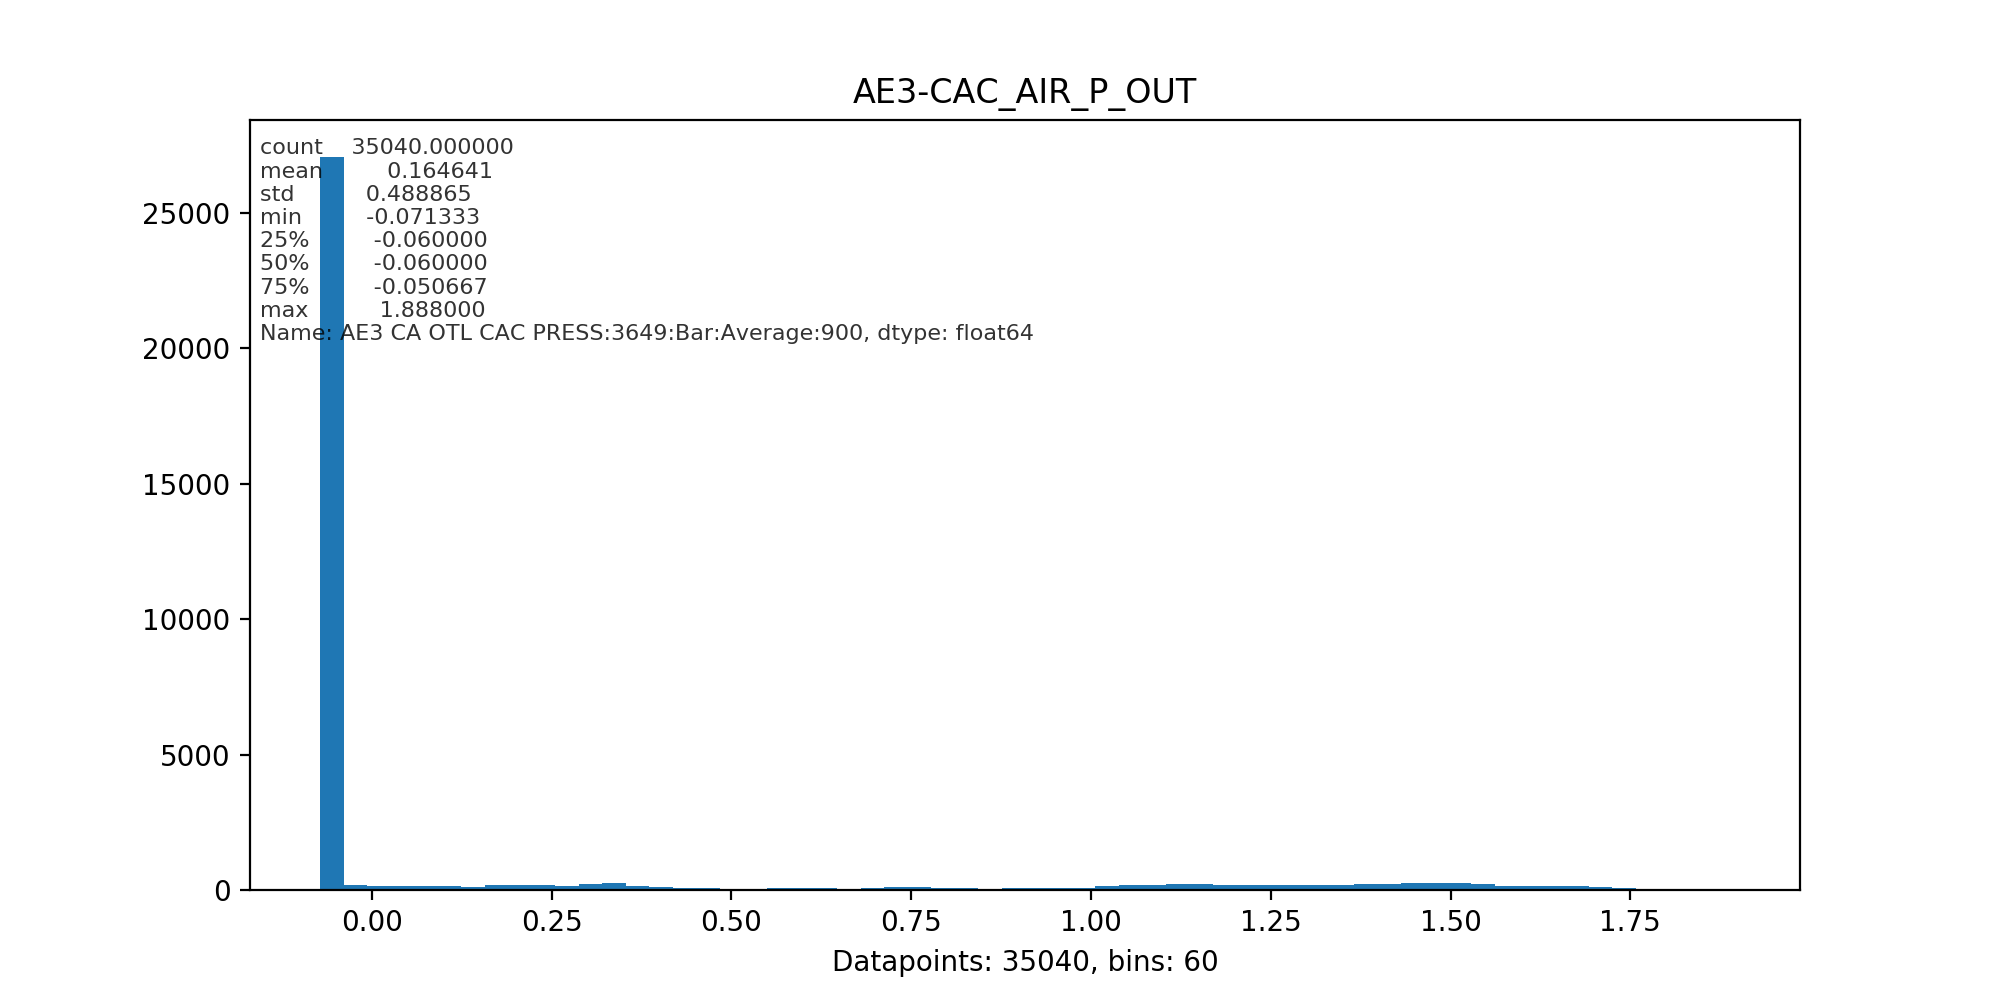 AE3-CAC_AIR_P_OUT
count 35040.000000
mean 0.164641
std 0.488865
min -0.071333
25% -0.060000
50% -0.060000
75% -0.050667
max 1.888000
Name: AE3 CA OTL CAC PRESS:3649:Bar:Average:900, dtype: float64
25000
20000
15000
10000
5000
0
0.00 0.25 0.50 0.75 1.00 1.25 1.50 1.75
Datapoints: 35040, bins: 60